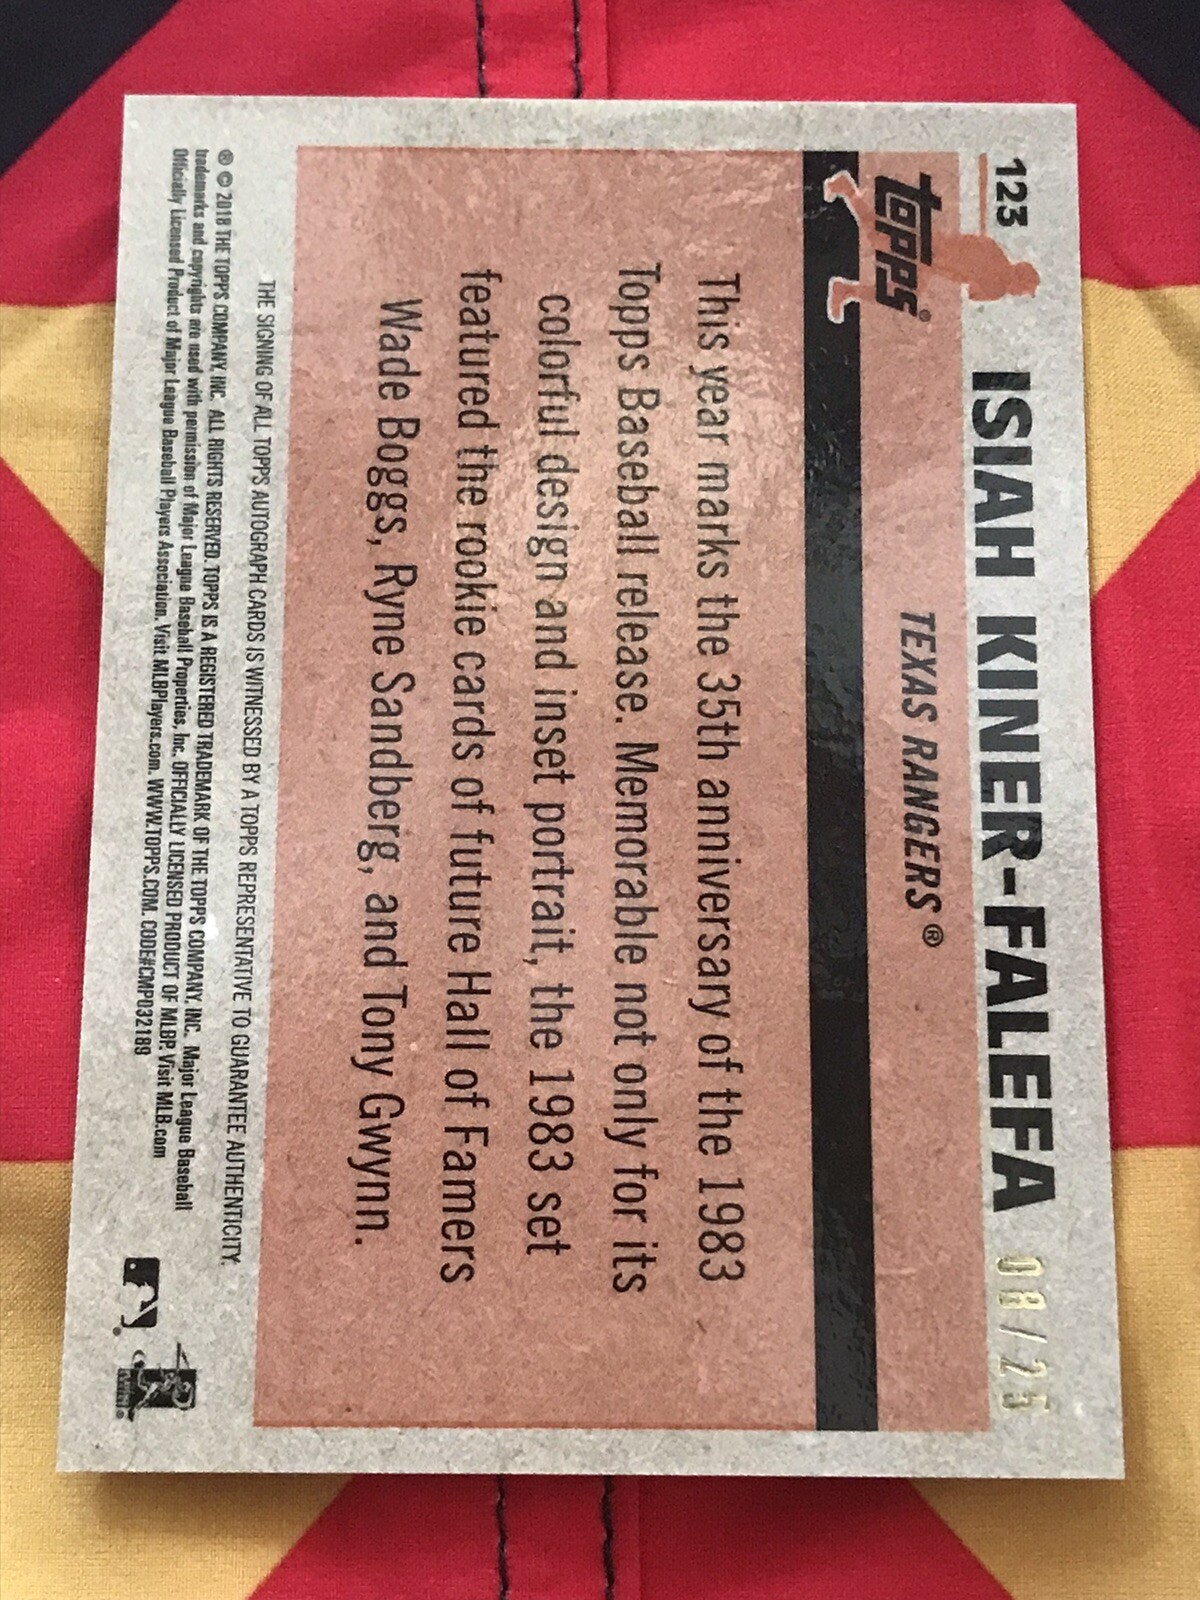 123
ISIAH KINER-FALEFA
08/25
Topps®
TEXAS RANGERS®
This year marks the 35th anniversary of the 1983
Topps Baseball release. Memorable not only for its
colorful design and inset portrait, the 1983 set
featured the rookie cards of future Hall of Famers
Wade Boggs, Ryne Sandberg, and Tony Gwynn.
THE SIGNING OF ALL TOPPS AUTOGRAPH CARDS IS WITNESSED BY A TOPPS REPRESENTATIVE TO GUARANTEE AUTHENTICITY.
® © 2018 THE TOPPS COMPANY, INC. ALL RIGHTS RESERVED. TOPPS IS A REGISTERED TRADEMARK OF THE TOPPS COMPANY, INC. Major League Baseball
trademarks and copyrights are used with permission of Major League Baseball Properties, Inc. OFFICIALLY LICENSED PRODUCT OF MLBP. Visit MLB.com
Officially Licensed Product of Major League Baseball Players Association. Visit MLBPlayers.com. WWW.TOPPS.COM. CODE#CMP032189